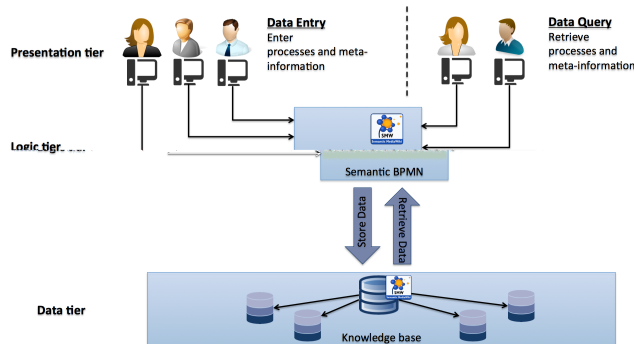 Data Entry
Enter
processes and meta-
information
Data Query
Retrieve
processes and
meta-information
Presentation tier
SMW
Logic tier
Semantic BPMN
Store Data
Retrieve Data
Data tier
Knowledge base